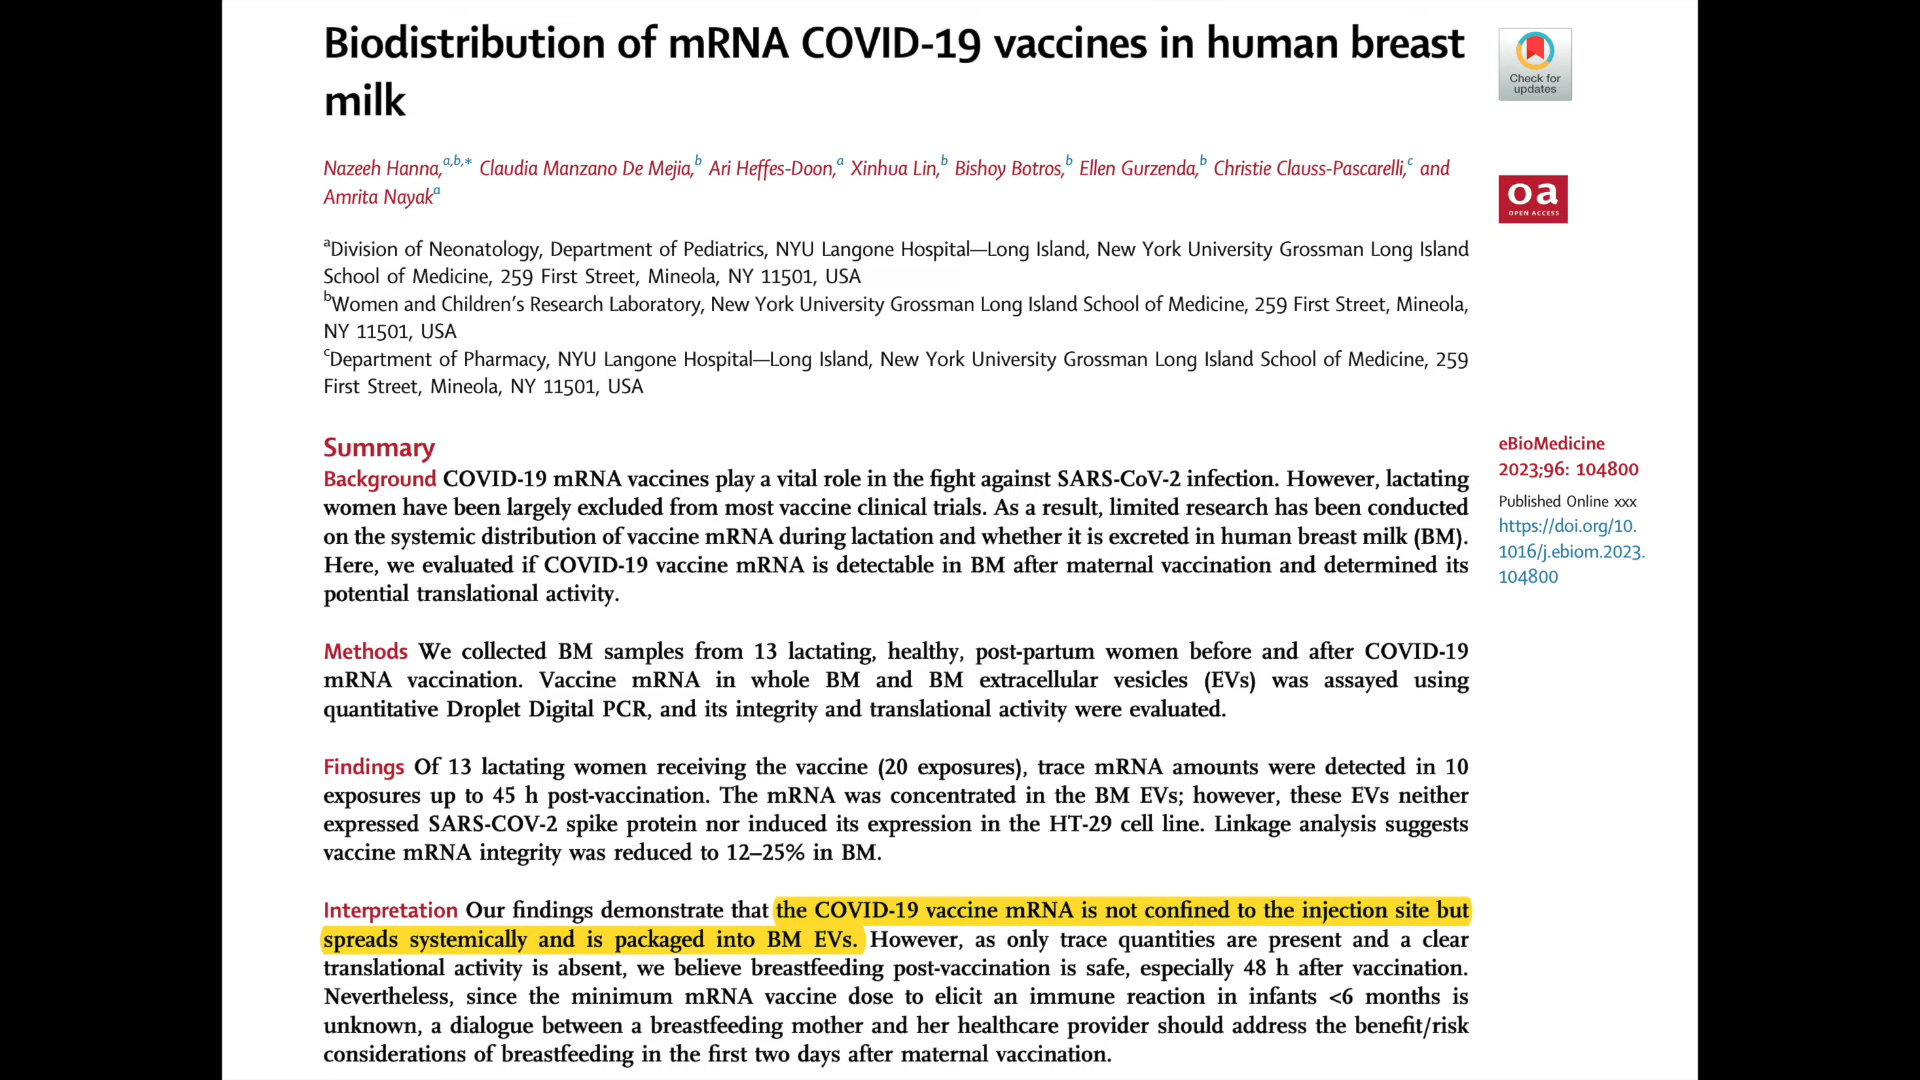 Biodistribution of mRNA COVID-19 vaccines in human breast
milk
Check for
updates
Nazeeh Hanna,a,b,* Claudia Manzano De Mejia,b Ari Heffes-Doon,a Xinhua Lin,b Bishoy Botros,b Ellen Gurzenda,b Christie Clauss-Pascarelli,c and
Amrita Nayaka
oa
OPEN ACCESS
aDivision of Neonatology, Department of Pediatrics, NYU Langone Hospital—Long Island, New York University Grossman Long Island
School of Medicine, 259 First Street, Mineola, NY 11501, USA
bWomen and Children's Research Laboratory, New York University Grossman Long Island School of Medicine, 259 First Street, Mineola,
NY 11501, USA
cDepartment of Pharmacy, NYU Langone Hospital—Long Island, New York University Grossman Long Island School of Medicine, 259
First Street, Mineola, NY 11501, USA
Summary
Background COVID-19 mRNA vaccines play a vital role in the fight against SARS-CoV-2 infection. However, lactating
women have been largely excluded from most vaccine clinical trials. As a result, limited research has been conducted
on the systemic distribution of vaccine mRNA during lactation and whether it is excreted in human breast milk (BM).
Here, we evaluated if COVID-19 vaccine mRNA is detectable in BM after maternal vaccination and determined its
potential translational activity.
eBioMedicine
2023;96: 104800
Published Online xxx
https://doi.org/10.
1016/j.ebiom.2023.
104800
Methods We collected BM samples from 13 lactating, healthy, post-partum women before and after COVID-19
mRNA vaccination. Vaccine mRNA in whole BM and BM extracellular vesicles (EVs) was assayed using
quantitative Droplet Digital PCR, and its integrity and translational activity were evaluated.
Findings Of 13 lactating women receiving the vaccine (20 exposures), trace mRNA amounts were detected in 10
exposures up to 45 h post-vaccination. The mRNA was concentrated in the BM EVs; however, these EVs neither
expressed SARS-COV-2 spike protein nor induced its expression in the HT-29 cell line. Linkage analysis suggests
vaccine mRNA integrity was reduced to 12–25% in BM.
Interpretation Our findings demonstrate that the COVID-19 vaccine mRNA is not confined to the injection site but
spreads systemically and is packaged into BM EVs. However, as only trace quantities are present and a clear
translational activity is absent, we believe breastfeeding post-vaccination is safe, especially 48 h after vaccination.
Nevertheless, since the minimum mRNA vaccine dose to elicit an immune reaction in infants <6 months is
unknown, a dialogue between a breastfeeding mother and her healthcare provider should address the benefit/risk
considerations of breastfeeding in the first two days after maternal vaccination.